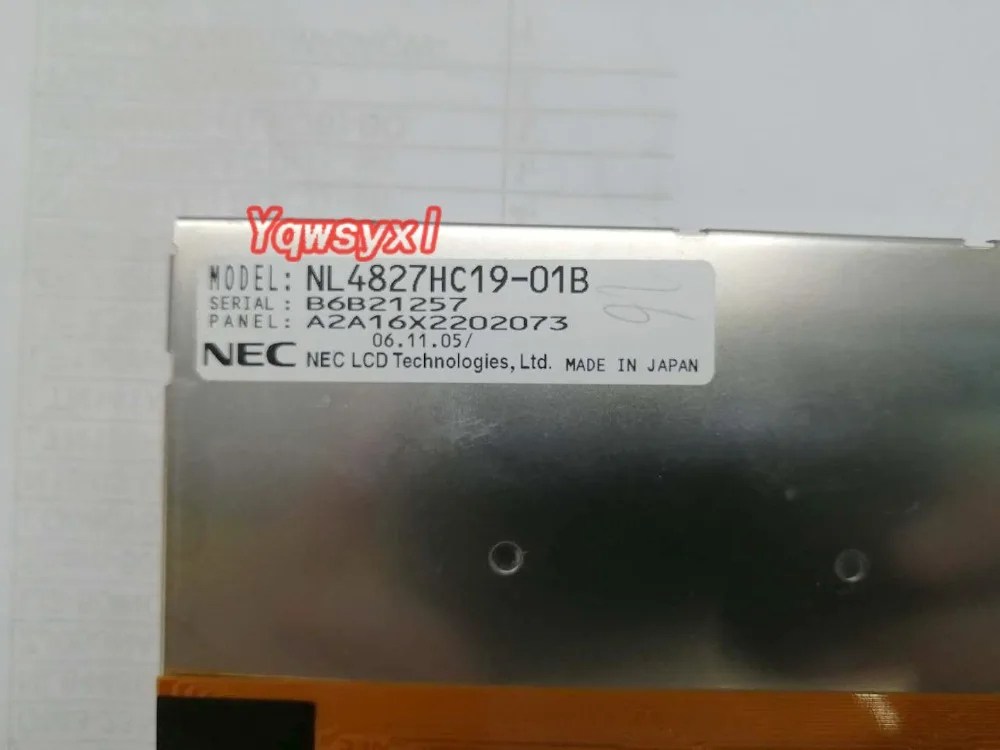 Yqwsyxl
MODEL: NL4827HC19-01B
SERIAL: B6B21257
PANEL: A2A16X2202073
06.11.05/
NEC NEC LCD Technologies, Ltd. MADE IN JAPAN